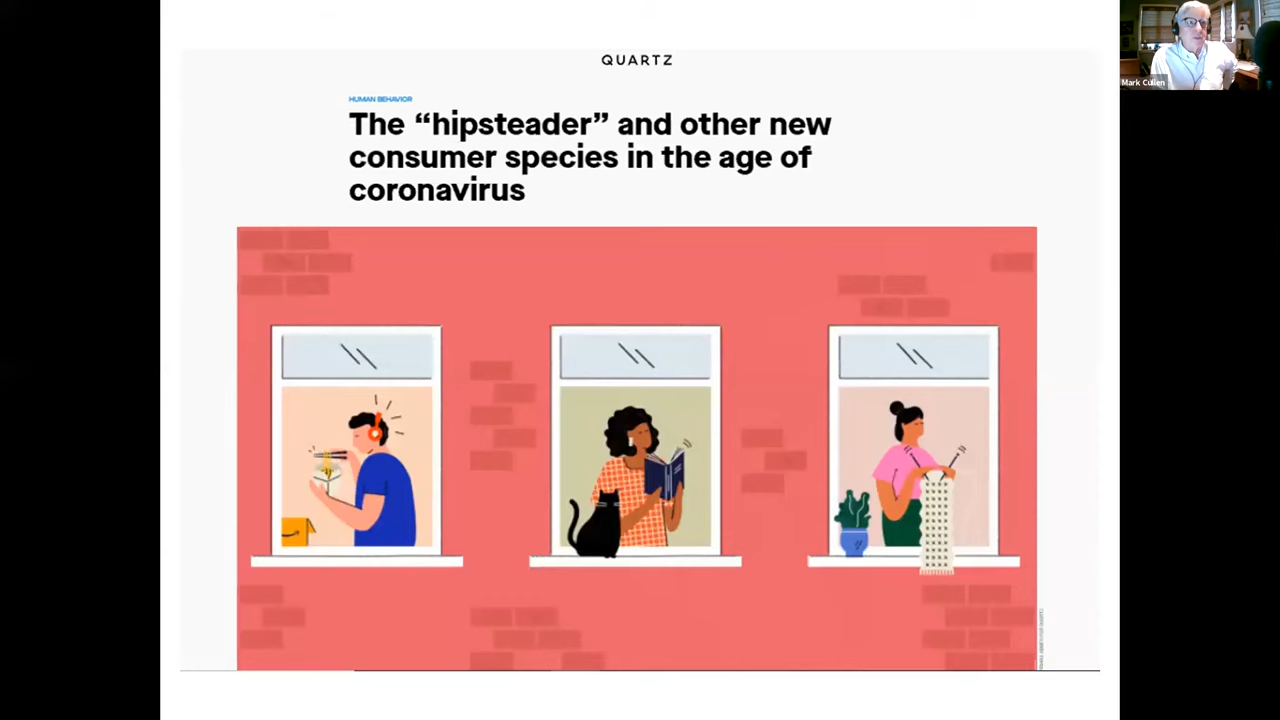 QUARTZ
HUMAN BEHAVIOR
The “hipsteader” and other new
consumer species in the age of
coronavirus
Mark Cullen